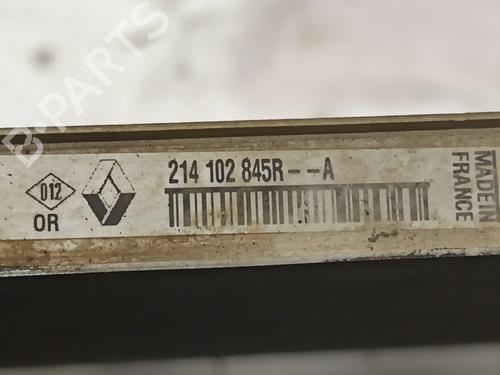 B-PARTS
012
OR
214 102 845R--A
MADE IN
FRANCE